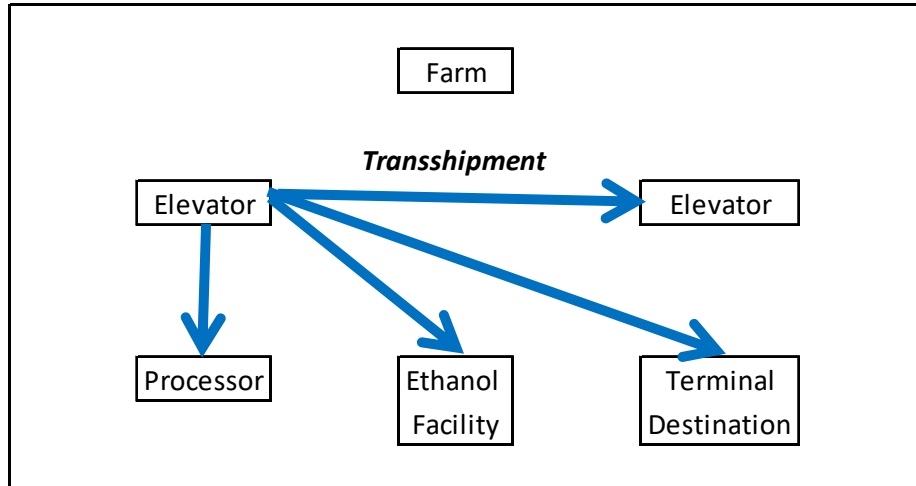 Farm
Transshipment
Elevator
Elevator
Processor
Ethanol
Facility
Terminal
Destination